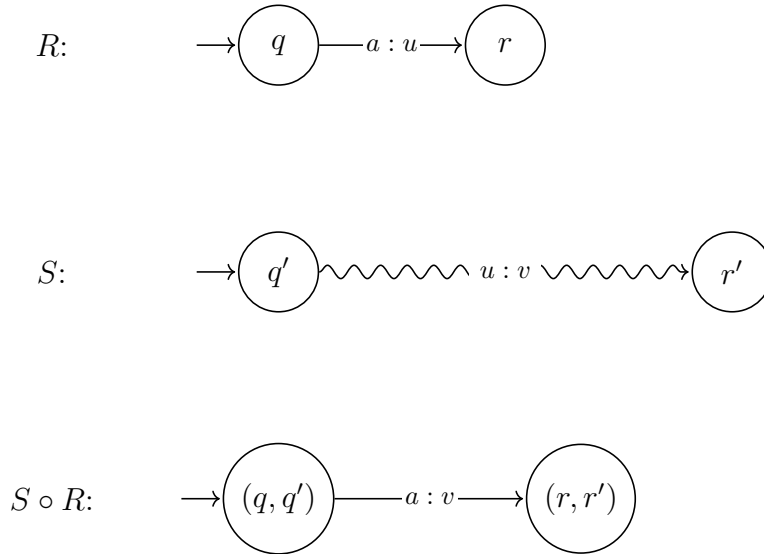 R: q a : u r
S: q′ u : v r′
S ∘ R: (q, q′) a : v (r, r′)